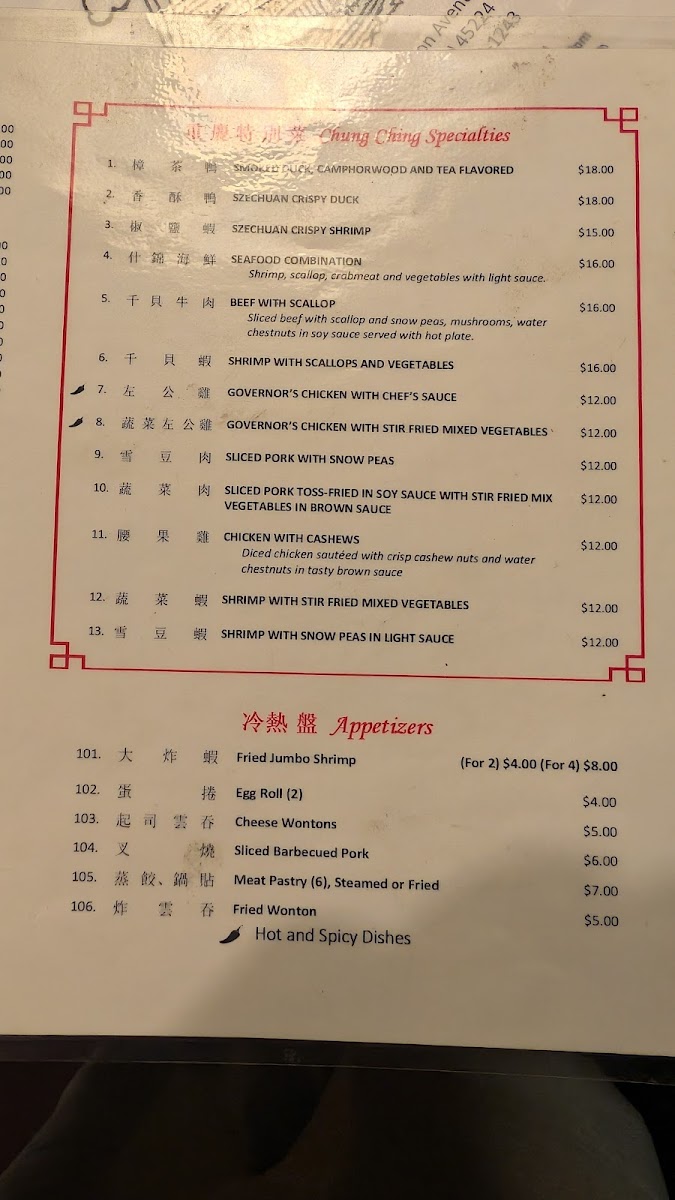 on Avenu
45224
1243
om
00
00
00
00
00
重慶特別菜 Chung Ching Specialties
1. 樟茶鴨 SMOKED DUCK, CAMPHORWOOD AND TEA FLAVORED $18.00
2. 香酥鴨 SZECHUAN CRISPY DUCK $18.00
3. 椒鹽蝦 SZECHUAN CRISPY SHRIMP $15.00
4. 什錦海鮮 SEAFOOD COMBINATION $16.00
Shrimp, scallop, crabmeat and vegetables with light sauce.
5. 干貝牛肉 BEEF WITH SCALLOP $16.00
Sliced beef with scallop and snow peas, mushrooms, water
chestnuts in soy sauce served with hot plate.
6. 干貝蝦 SHRIMP WITH SCALLOPS AND VEGETABLES $16.00
7. 左公雞 GOVERNOR'S CHICKEN WITH CHEF'S SAUCE $12.00
8. 蔬菜左公雞 GOVERNOR'S CHICKEN WITH STIR FRIED MIXED VEGETABLES $12.00
9. 雪豆肉 SLICED PORK WITH SNOW PEAS $12.00
10. 蔬菜肉 SLICED PORK TOSS-FRIED IN SOY SAUCE WITH STIR FRIED MIX $12.00
VEGETABLES IN BROWN SAUCE
11. 腰果雞 CHICKEN WITH CASHEWS $12.00
Diced chicken sautéed with crisp cashew nuts and water
chestnuts in tasty brown sauce
12. 蔬菜蝦 SHRIMP WITH STIR FRIED MIXED VEGETABLES $12.00
13. 雪豆蝦 SHRIMP WITH SNOW PEAS IN LIGHT SAUCE $12.00
冷熱盤 Appetizers
101. 大炸蝦 Fried Jumbo Shrimp (For 2) $4.00 (For 4) $8.00
102. 蛋捲 Egg Roll (2) $4.00
103. 起司雲吞 Cheese Wontons $5.00
104. 叉燒 Sliced Barbecued Pork $6.00
105. 蒸餃、鍋貼 Meat Pastry (6), Steamed or Fried $7.00
106. 炸雲吞 Fried Wonton $5.00
Hot and Spicy Dishes